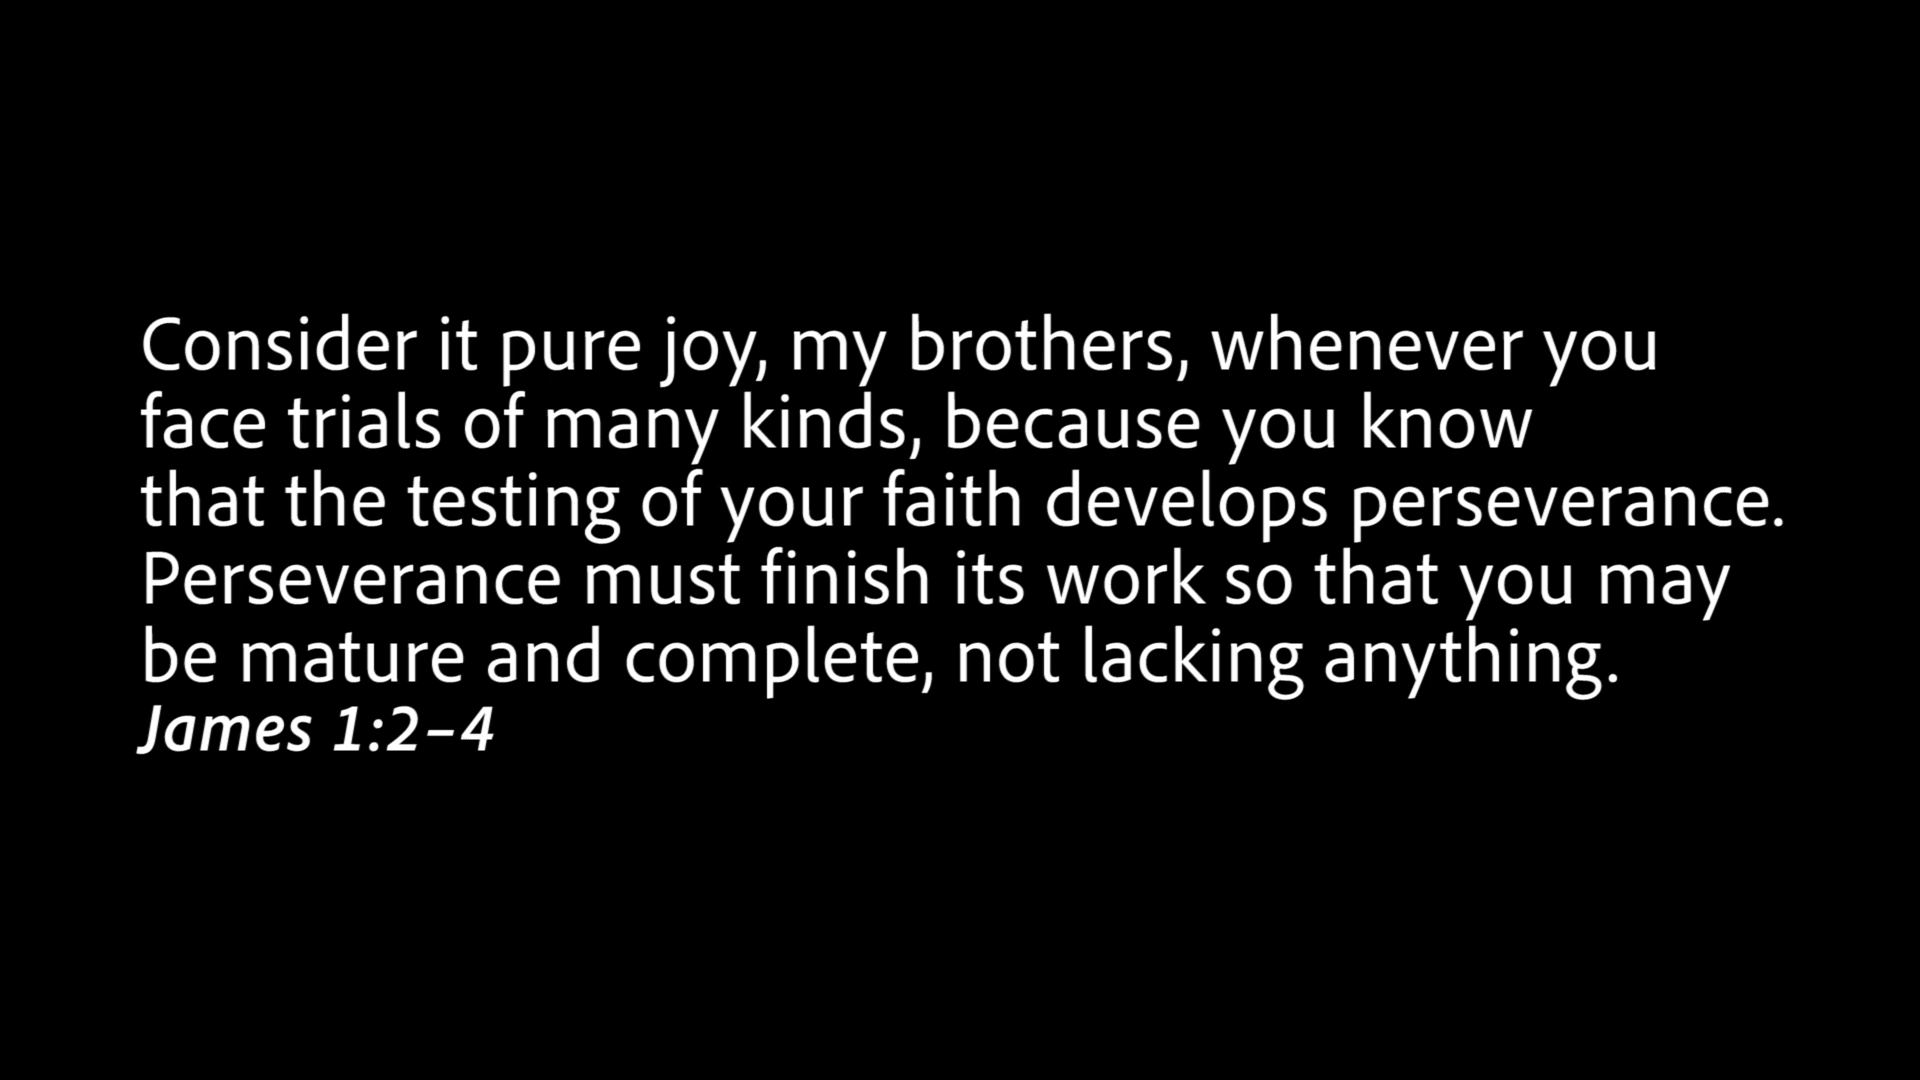 Consider it pure joy, my brothers, whenever you
face trials of many kinds, because you know
that the testing of your faith develops perseverance.
Perseverance must finish its work so that you may
be mature and complete, not lacking anything.
James 1:2–4